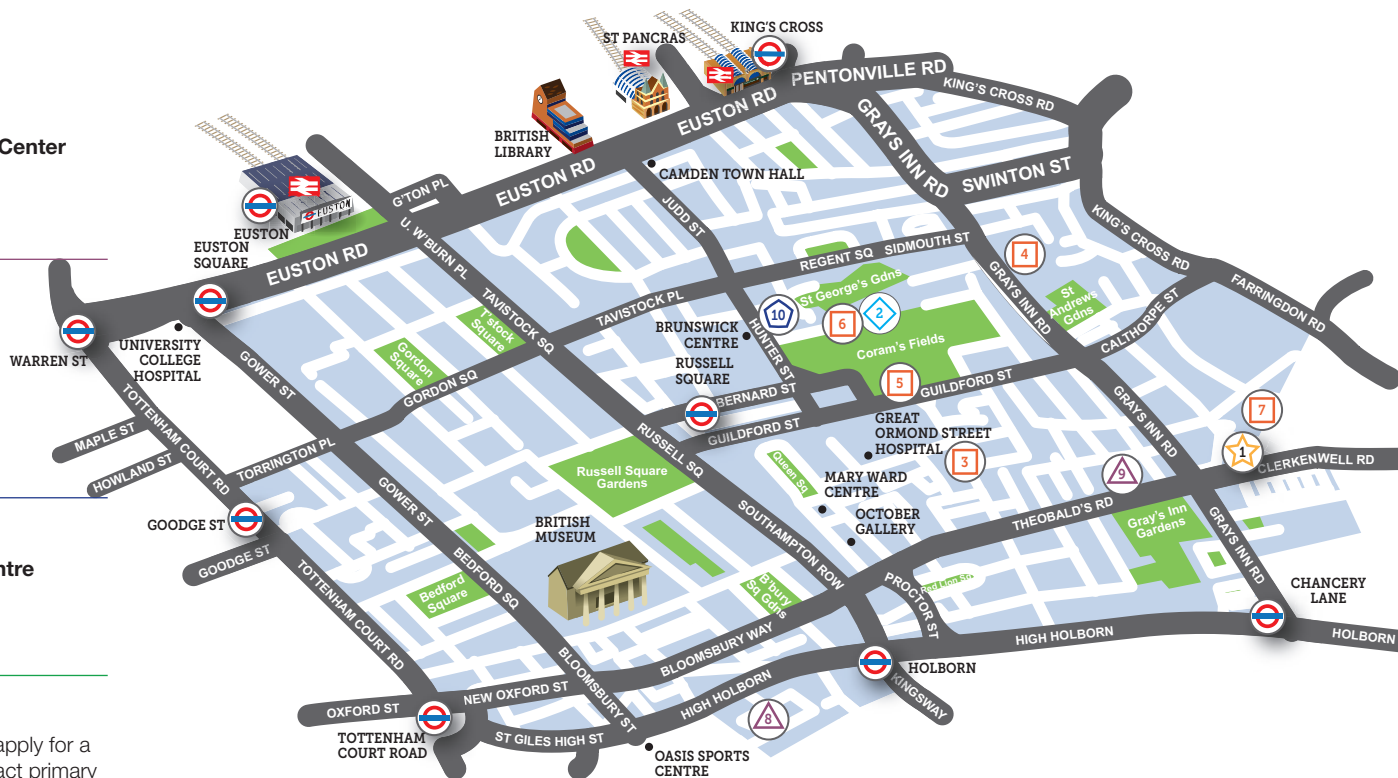 Center
ntre
apply for a
act primary
KING'S CROSS
ST PANCRAS
PENTONVILLE RD
KING'S CROSS RD
EUSTON RD
GRAYS INN RD
BRITISH
LIBRARY
EUSTON RD
CAMDEN TOWN HALL
SWINTON ST
G'TON PL
EUSTON
EUSTON
EUSTON
SQUARE
EUSTON RD
U. W'BURN PL
JUDD ST
KING'S CROSS RD
REGENT SQ
SIDMOUTH ST
4
GRAYS INN RD
FARRINGDON RD
St George's Gdns
St
Andrews
Gdns
TAVISTOCK SQ
TAVISTOCK PL
T'stock
Square
10
6
2
CALTHORPE ST
WARREN ST
UNIVERSITY
COLLEGE
HOSPITAL
GOWER ST
Gordon
Square
GORDON SQ
BRUNSWICK
CENTRE
RUSSELL
SQUARE
HUNTER ST
Coram's Fields
5
BERNARD ST
GUILDFORD ST
GUILDFORD ST
GRAYS INN RD
7
TOTTENHAM COURT RD
MAPLE ST
HOWLAND ST
TORRINGTON PL
RUSSELL SQ
GREAT
ORMOND STREET
HOSPITAL
3
1
CLERKENWELL RD
9
Russell Square
Gardens
Queen Sq
MARY WARD
CENTRE
OCTOBER
GALLERY
THEOBALD'S RD
Gray's Inn
Gardens
GRAYS INN RD
GOODGE ST
GOODGE ST
GOWER ST
BRITISH
MUSEUM
SOUTHAMPTON ROW
BEDFORD SQ
Bedford
Square
B'bury
Sq Gdns
PROCTOR ST
Red Lion Sq
CHANCERY
LANE
TOTTENHAM COURT RD
BLOOMSBURY WAY
HIGH HOLBORN
HOLBORN
HOLBORN
KINGSWAY
BLOOMSBURY ST
NEW OXFORD ST
OXFORD ST
HIGH HOLBORN
8
TOTTENHAM
COURT ROAD
ST GILES HIGH ST
OASIS SPORTS
CENTRE